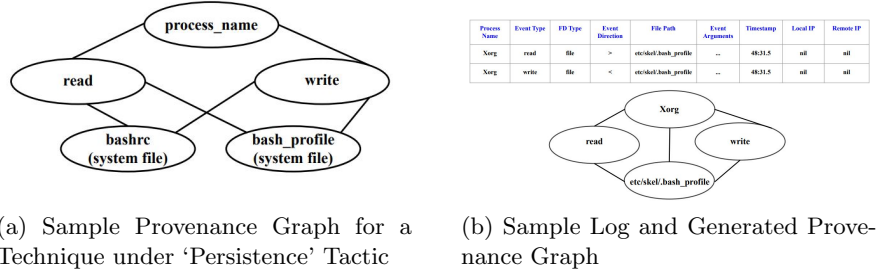 process_name
read
write
bashrc
(system file)
bash_profile
(system file)
Process Name Event Type FD Type Event Direction File Path Event Arguments Timestamp Local IP Remote IP
Xorg read file > etc/skel/.bash_profile ... 48:31.5 nil nil
Xorg write file < etc/skel/.bash_profile ... 48:31.5 nil nil
Xorg
read
write
etc/skel/.bash_profile
a) Sample Provenance Graph for a
Technique under ‘Persistence’ Tactic
(b) Sample Log and Generated Prove-
nance Graph